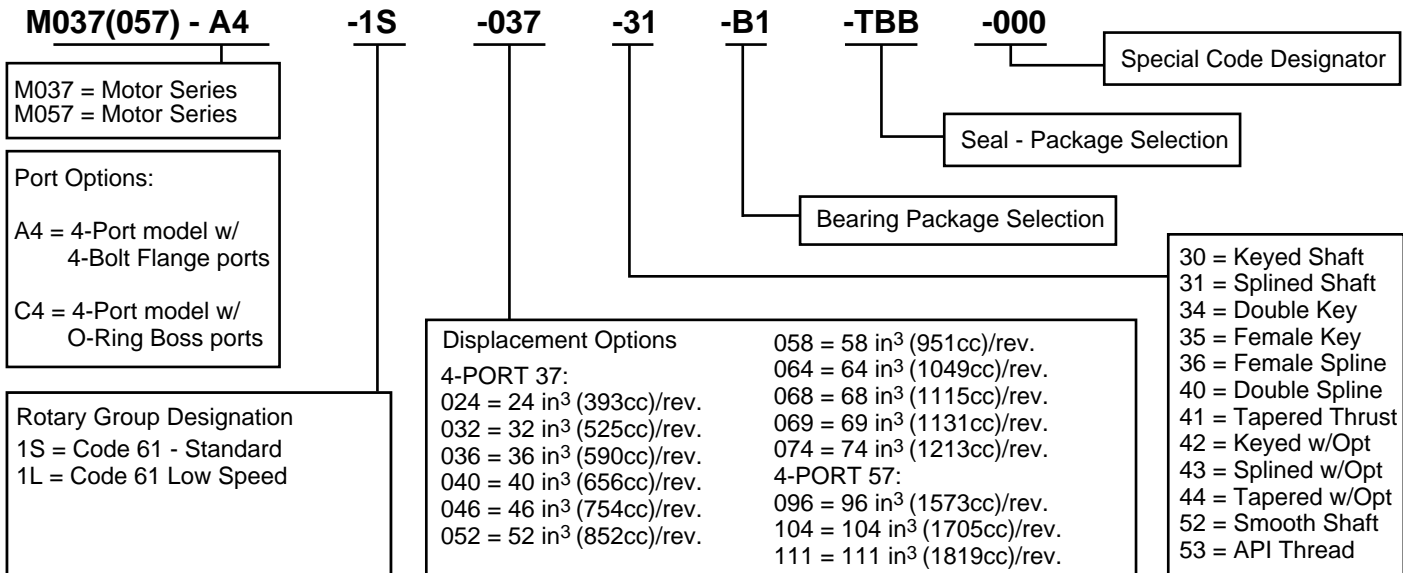 M037(057) - A4 -1S -037 -31 -B1 -TBB -000
Special Code Designator
M037 = Motor Series
M057 = Motor Series
Seal - Package Selection
Port Options:
A4 = 4-Port model w/
4-Bolt Flange ports
C4 = 4-Port model w/
O-Ring Boss ports
Bearing Package Selection
30 = Keyed Shaft
31 = Splined Shaft
34 = Double Key
35 = Female Key
36 = Female Spline
40 = Double Spline
41 = Tapered Thrust
42 = Keyed w/Opt
43 = Splined w/Opt
44 = Tapered w/Opt
52 = Smooth Shaft
53 = API Thread
Rotary Group Designation
1S = Code 61 - Standard
1L = Code 61 Low Speed
Displacement Options
4-PORT 37:
024 = 24 in³ (393cc)/rev.
032 = 32 in³ (525cc)/rev.
036 = 36 in³ (590cc)/rev.
040 = 40 in³ (656cc)/rev.
046 = 46 in³ (754cc)/rev.
052 = 52 in³ (852cc)/rev.
058 = 58 in³ (951cc)/rev.
064 = 64 in³ (1049cc)/rev.
068 = 68 in³ (1115cc)/rev.
069 = 69 in³ (1131cc)/rev.
074 = 74 in³ (1213cc)/rev.
4-PORT 57:
096 = 96 in³ (1573cc)/rev.
104 = 104 in³ (1705cc)/rev.
111 = 111 in³ (1819cc)/rev.